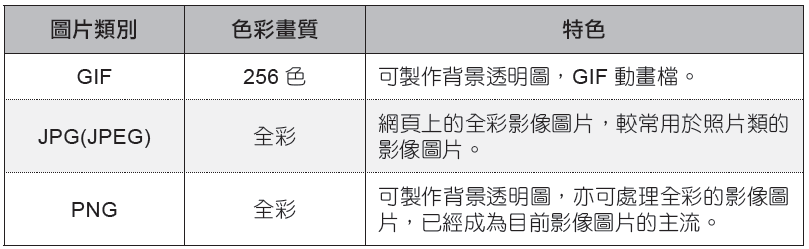 圖片類別 色彩畫質 特色
GIF 256 色 可製作背景透明圖，GIF 動畫檔。
JPG(JPEG) 全彩 網頁上的全彩影像圖片，較常用於照片類的
影像圖片。
PNG 全彩 可製作背景透明圖，亦可處理全彩的影像圖
片，已經成為目前影像圖片的主流。